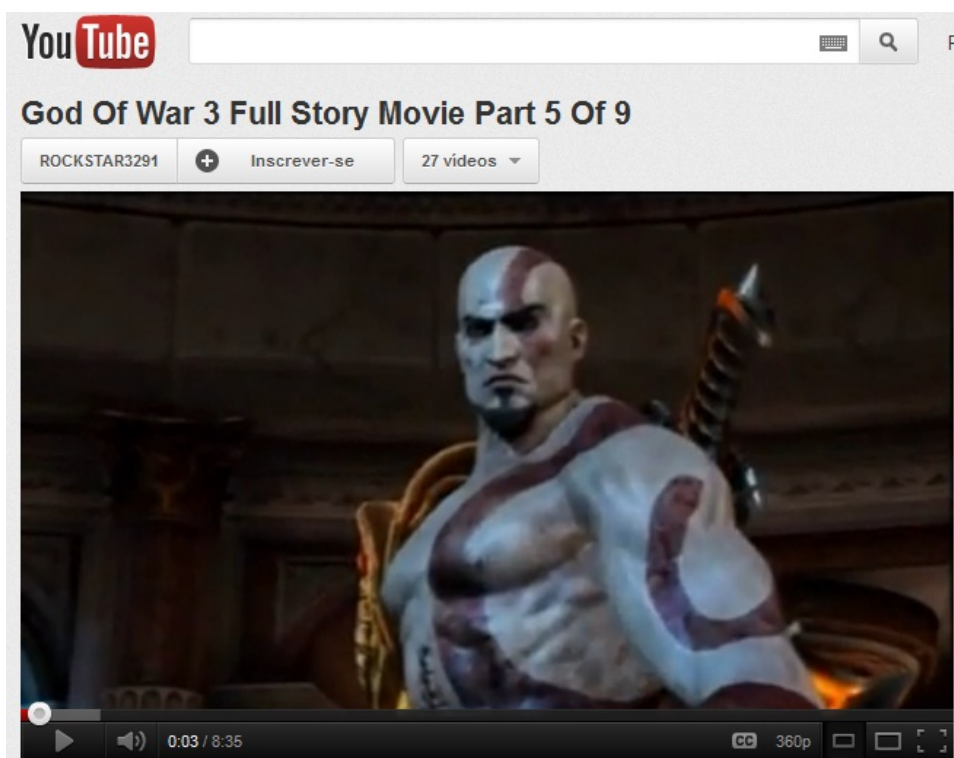 YouTube
God Of War 3 Full Story Movie Part 5 Of 9
ROCKSTAR3291 Inscrever-se 27 vídeos
0:03 / 8:35 CC 360p